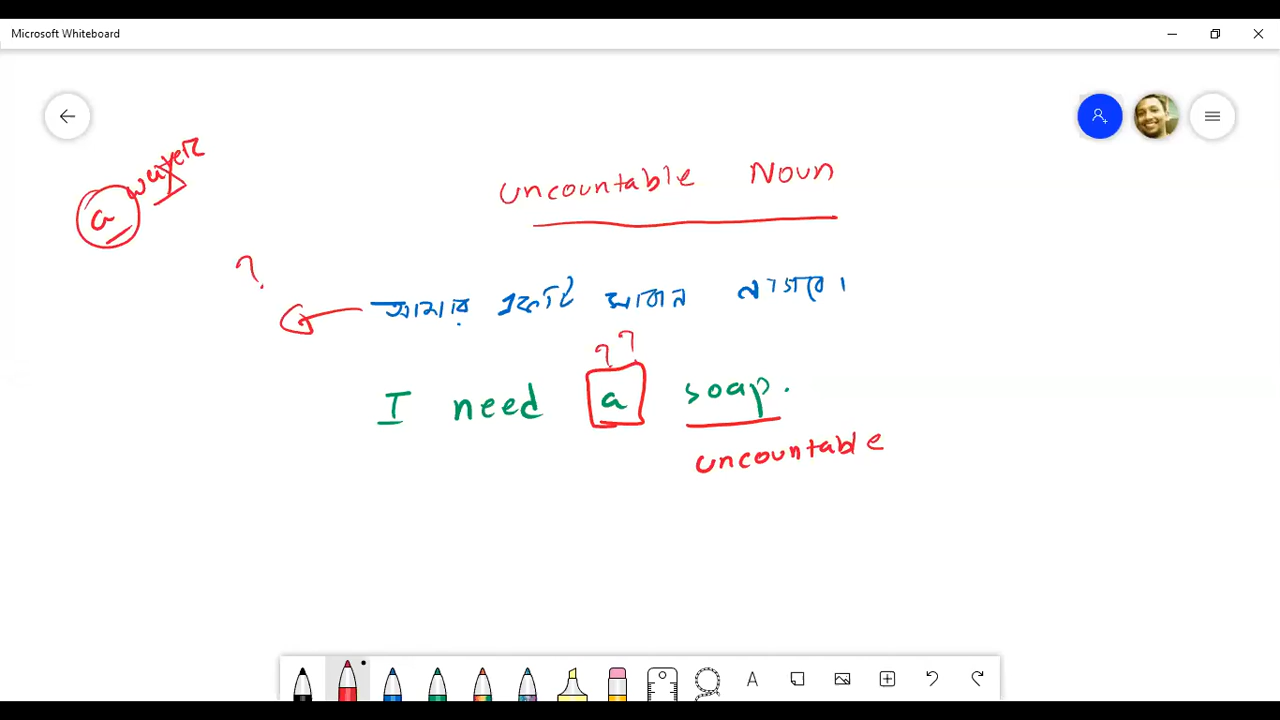 Microsoft Whiteboard
a water
Uncountable Noun
?
আমার একটি সাবান লাগবে।
? ?
I need a soap.
uncountable
A